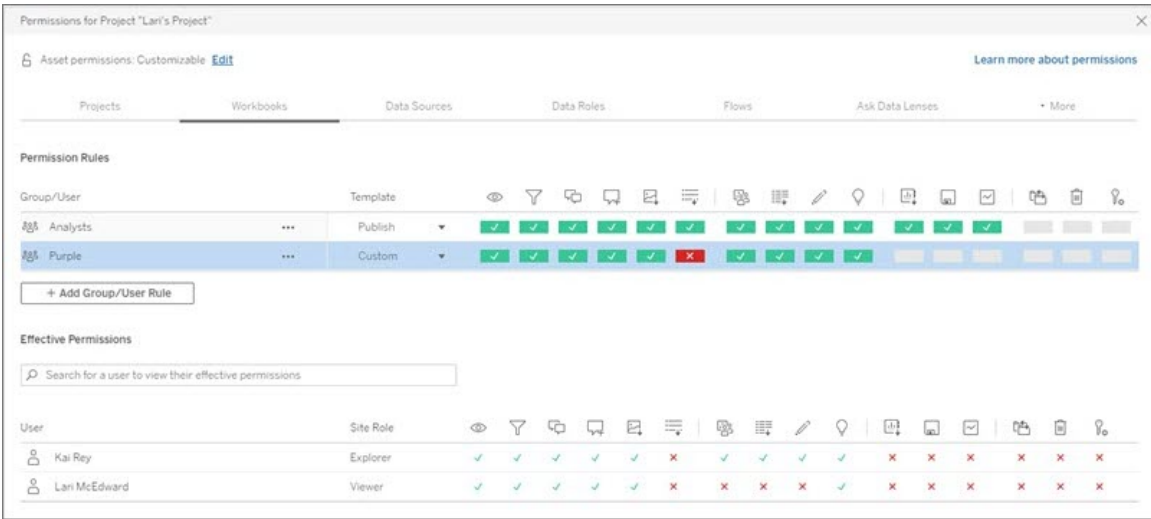 Permissions for Project "Lari's Project"
Asset permissions: Customizable Edit
Learn more about permissions
Projects Workbooks Data Sources Data Roles Flows Ask Data Lenses More
Permission Rules
Group/User Template
Analysts ••• Publish
Purple ••• Custom
+ Add Group/User Rule
Effective Permissions
Search for a user to view their effective permissions
User Site Role
Kai Rey Explorer
Lari McEdward Viewer